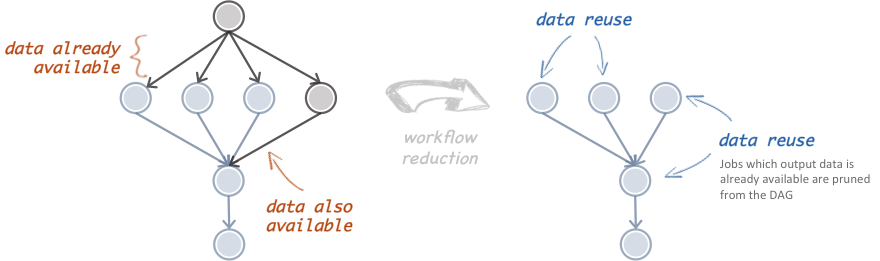 data already
available
data also
available
workflow
reduction
data reuse
data reuse
Jobs which output data is
already available are pruned
from the DAG